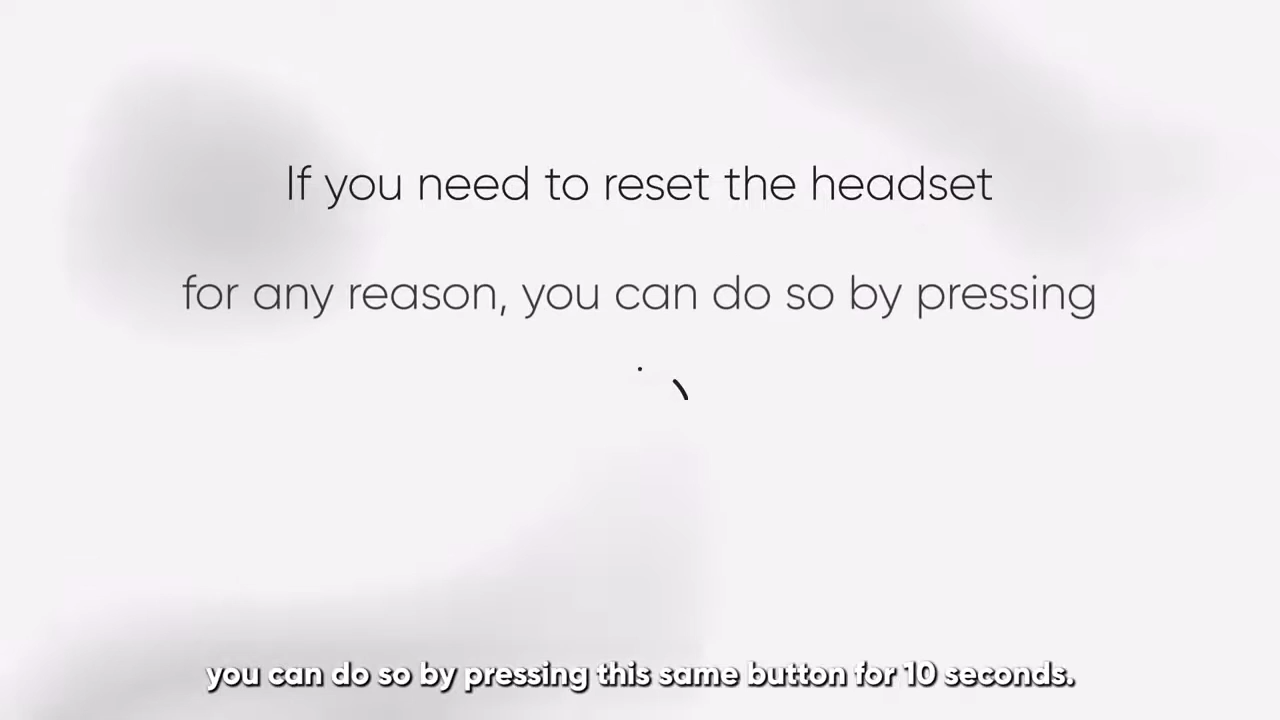 If you need to reset the headset
for any reason, you can do so by pressing
you can do so by pressing this same button for 10 seconds.